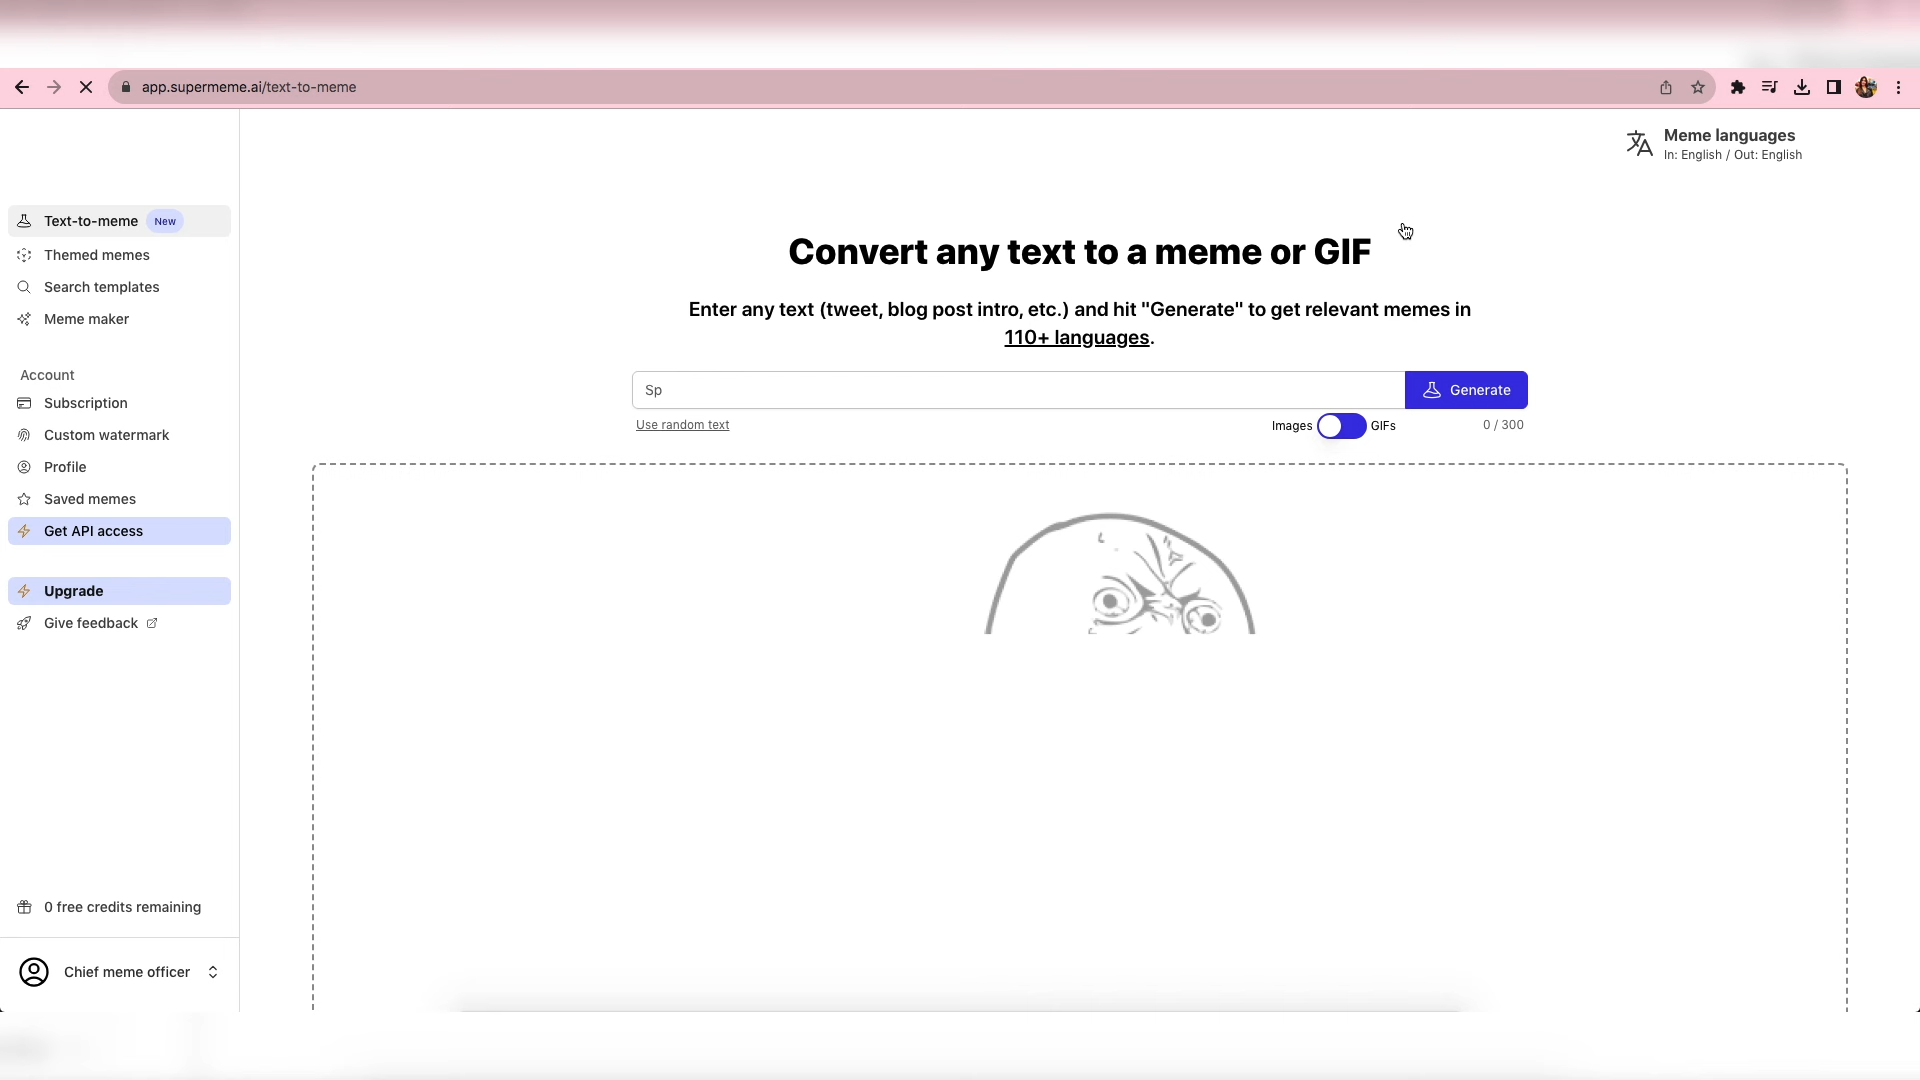 app.supermeme.ai/text-to-meme
Meme languages
In: English / Out: English
Text-to-meme New
Themed memes
Search templates
Meme maker
Account
Subscription
Custom watermark
Profile
Saved memes
Get API access
Upgrade
Give feedback
0 free credits remaining
Chief meme officer
Convert any text to a meme or GIF
Enter any text (tweet, blog post intro, etc.) and hit "Generate" to get relevant memes in
110+ languages.
Sp
Generate
Use random text
Images
GIFs
0 / 300